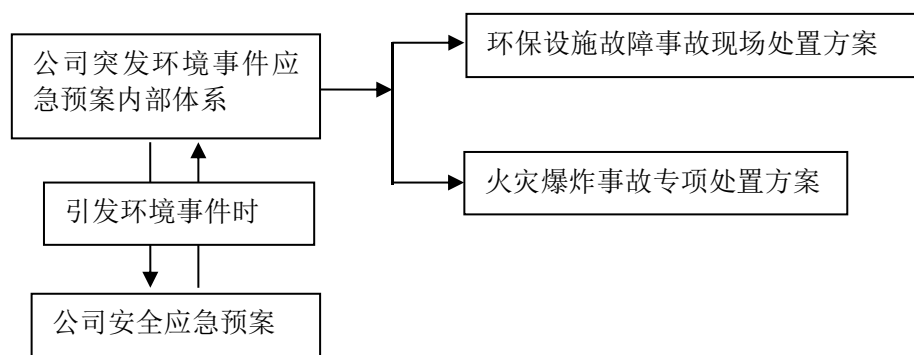 公司突发环境事件应
急预案内部体系
环保设施故障事故现场处置方案
火灾爆炸事故专项处置方案
引发环境事件时
公司安全应急预案